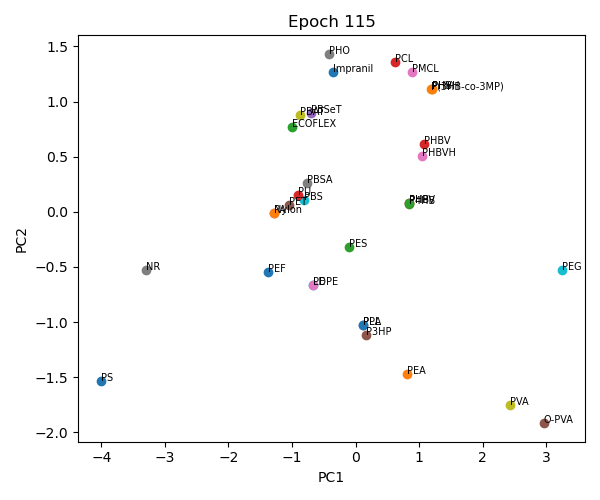 Epoch 115
PHO
Impranil
PCL
PMCL
P(3HB-co-3MP)
PBSeT
ECOFLEX
PHBV
PHBVH
PBSA
PU
PBS
PET
Nylon
PES
NR
PEF
LDPE
PEG
PLA
P3HP
PEA
PS
PVA
O-PVA
1.5
1.0
0.5
0.0
−0.5
−1.0
−1.5
−2.0
−4
−3
−2
−1
0
1
2
3
PC1
PC2